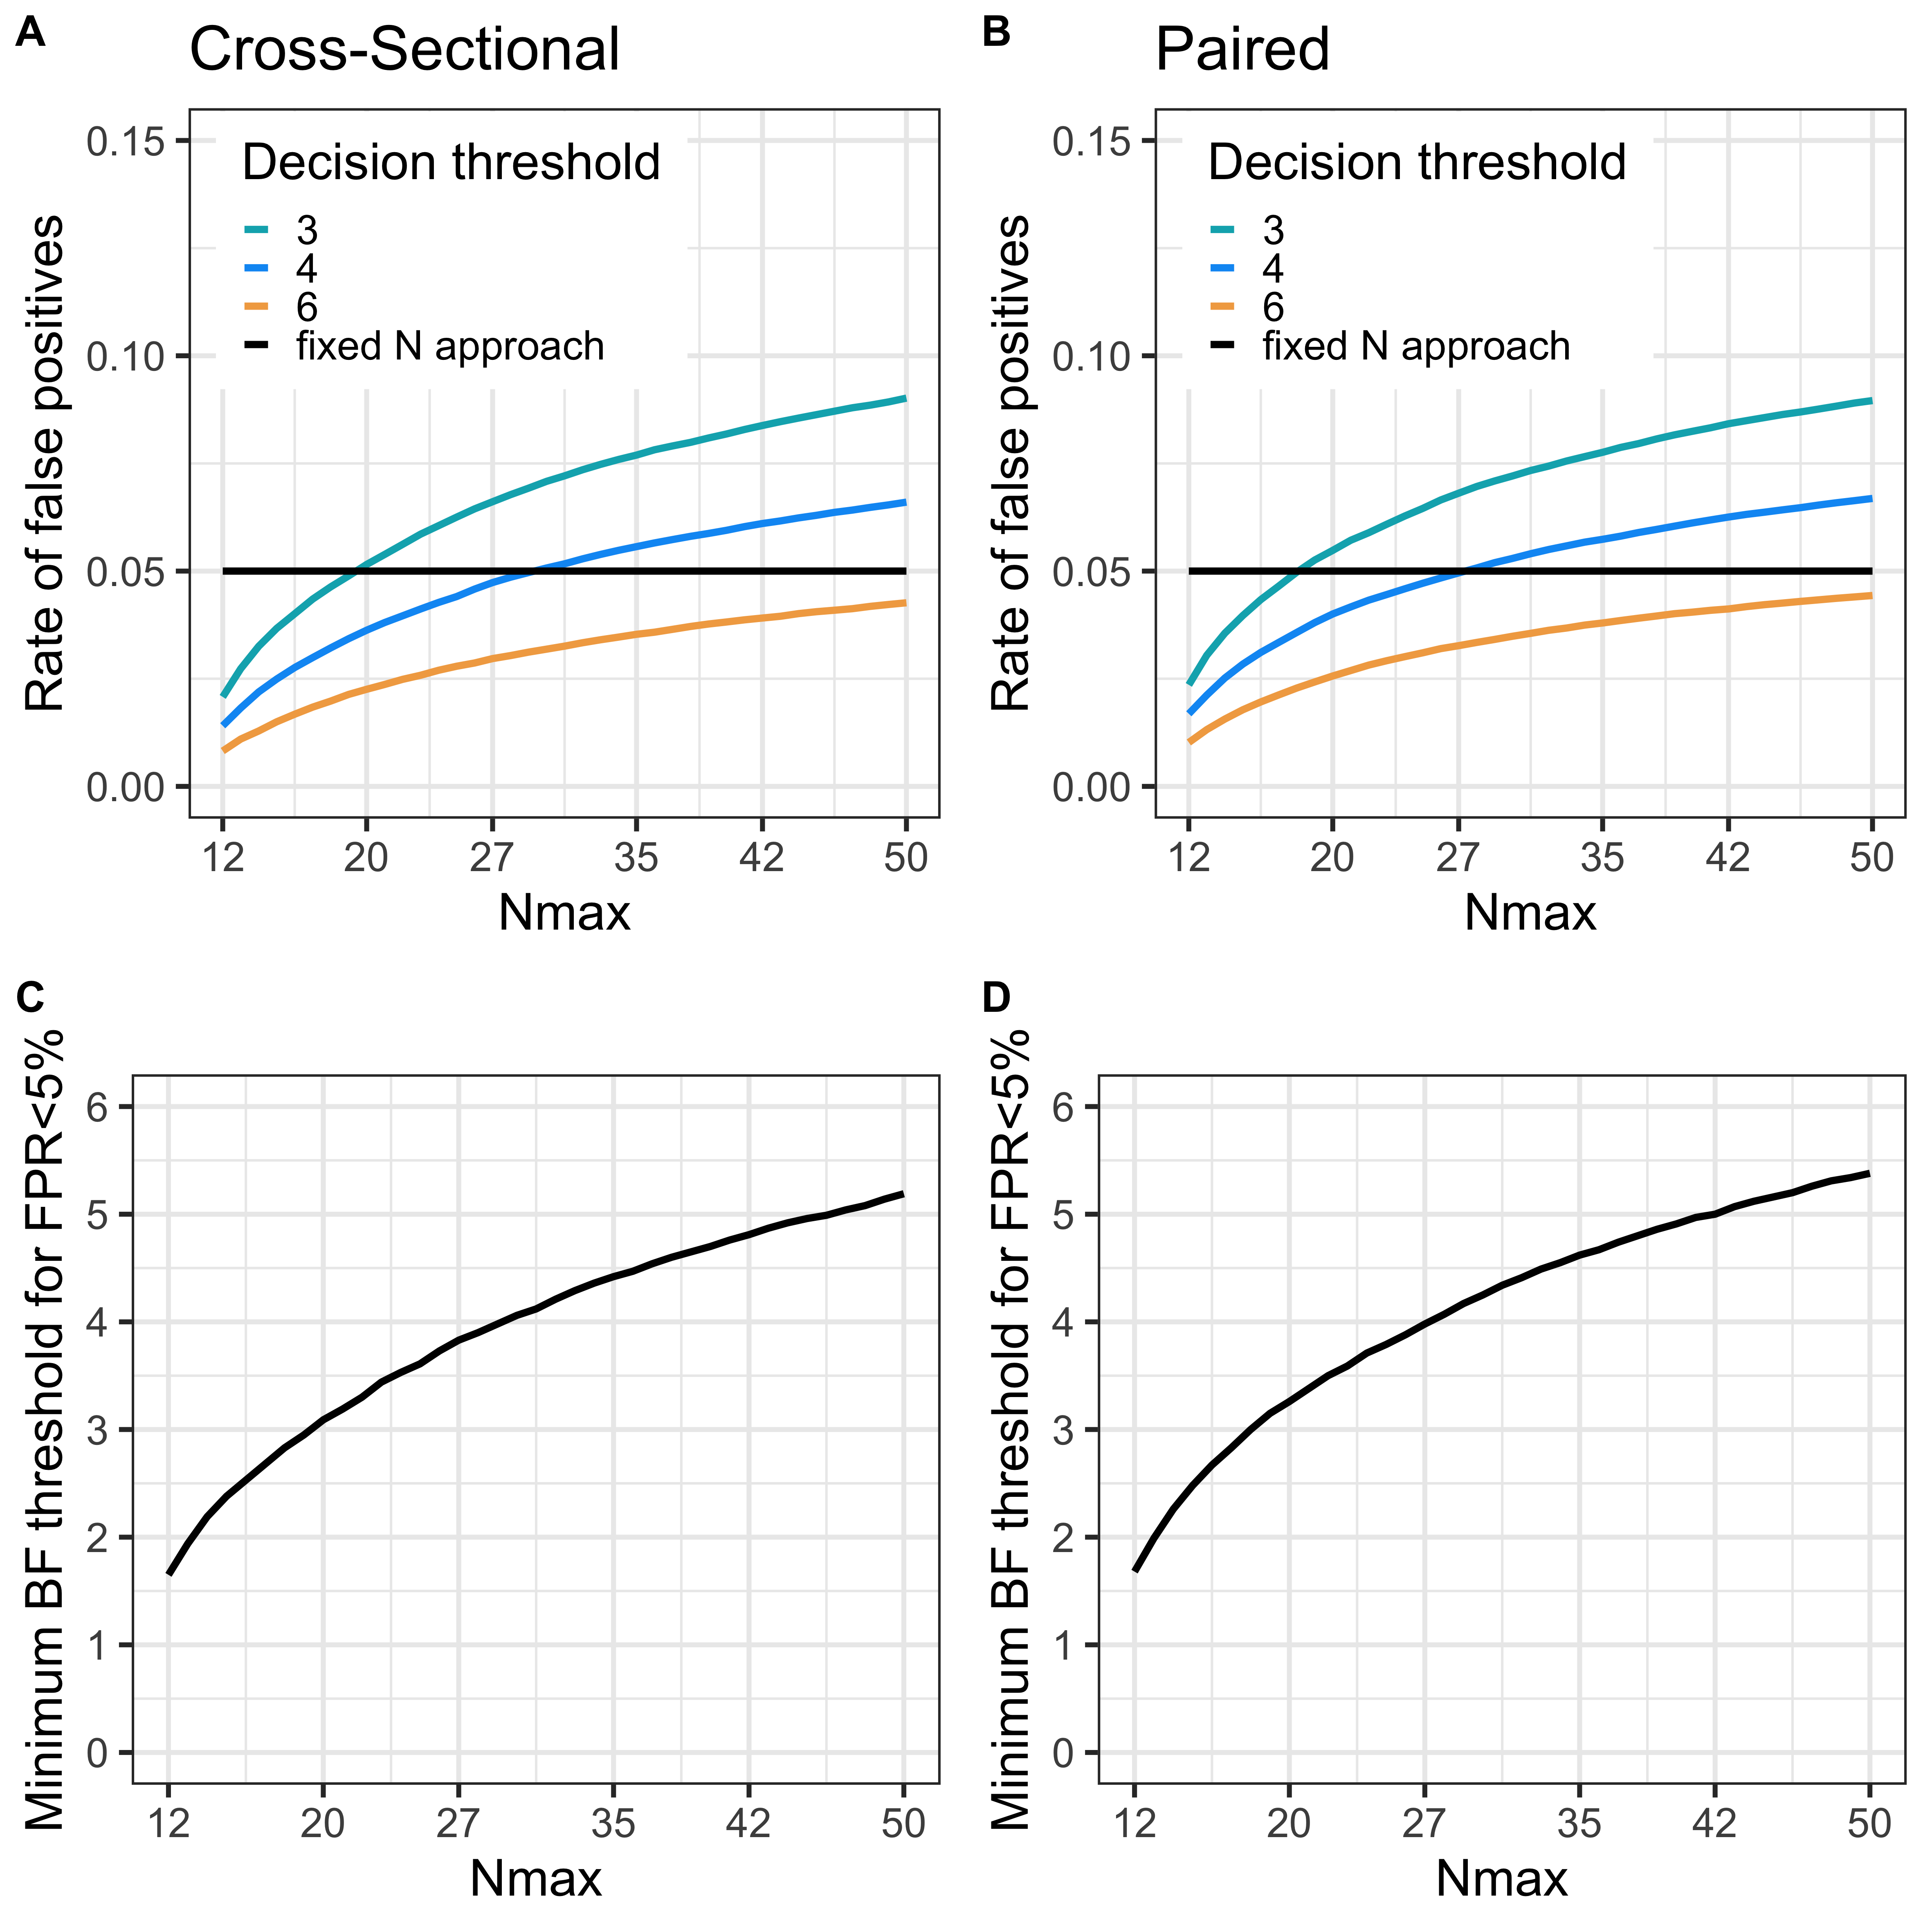 A
Cross-Sectional
Rate of false positives
0.15
0.10
0.05
0.00
Decision threshold
3
4
6
fixed N approach
12 20 27 35 42 50
Nmax
B
Paired
Rate of false positives
0.15
0.10
0.05
0.00
Decision threshold
3
4
6
fixed N approach
12 20 27 35 42 50
Nmax
C
Minimum BF threshold for FPR<5%
6
5
4
3
2
1
0
12 20 27 35 42 50
Nmax
D
Minimum BF threshold for FPR<5%
6
5
4
3
2
1
0
12 20 27 35 42 50
Nmax